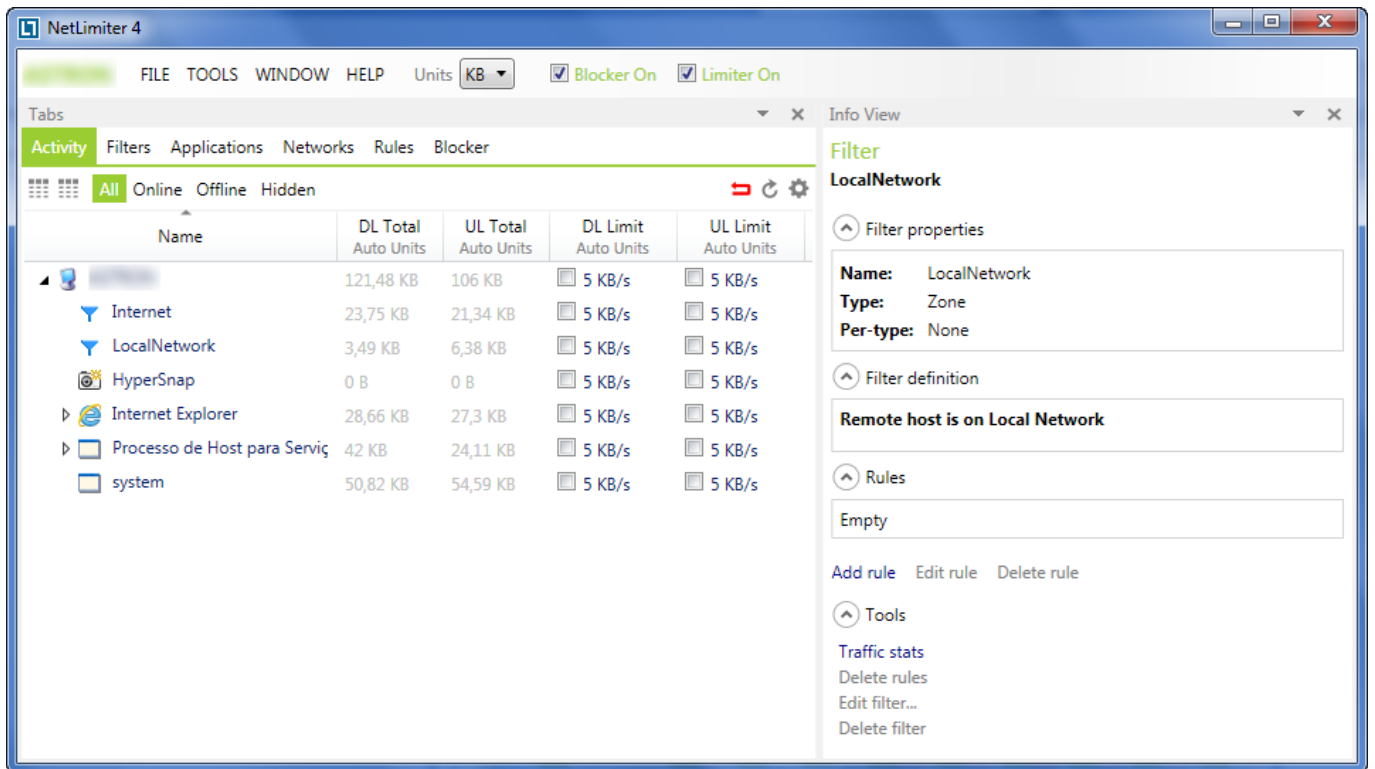 NetLimiter 4
FILE TOOLS WINDOW HELP Units KB Blocker On Limiter On
Tabs
Activity Filters Applications Networks Rules Blocker
All Online Offline Hidden
Name DL Total UL Total DL Limit UL Limit
Auto Units Auto Units Auto Units Auto Units
121,48 KB 106 KB 5 KB/s 5 KB/s
Internet 23,75 KB 21,34 KB 5 KB/s 5 KB/s
LocalNetwork 3,49 KB 6,38 KB 5 KB/s 5 KB/s
HyperSnap 0 B 0 B 5 KB/s 5 KB/s
Internet Explorer 28,66 KB 27,3 KB 5 KB/s 5 KB/s
Processo de Host para Serviç 42 KB 24,11 KB 5 KB/s 5 KB/s
system 50,82 KB 54,59 KB 5 KB/s 5 KB/s
Info View
Filter
LocalNetwork
Filter properties
Name: LocalNetwork
Type: Zone
Per-type: None
Filter definition
Remote host is on Local Network
Rules
Empty
Add rule Edit rule Delete rule
Tools
Traffic stats
Delete rules
Edit filter...
Delete filter